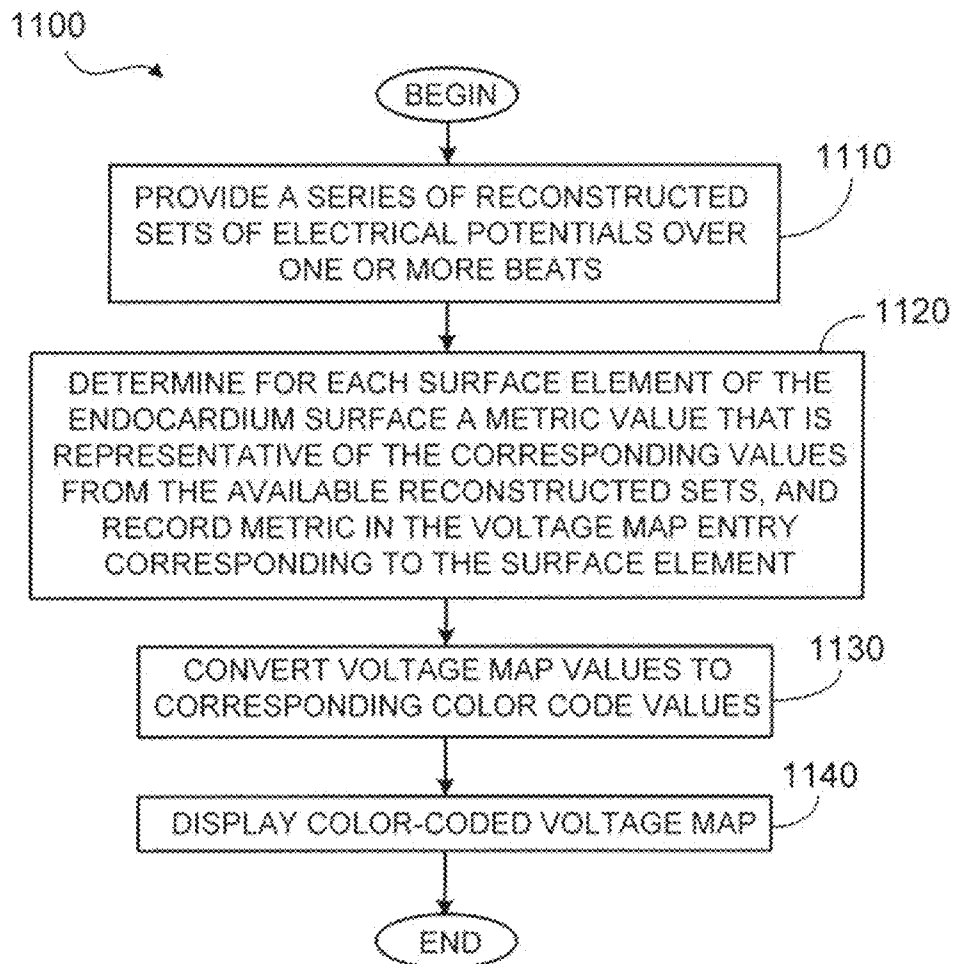 1100
BEGIN
1110
PROVIDE A SERIES OF RECONSTRUCTED
SETS OF ELECTRICAL POTENTIALS OVER
ONE OR MORE BEATS
1120
DETERMINE FOR EACH SURFACE ELEMENT OF THE
ENDOCARDIUM SURFACE A METRIC VALUE THAT IS
REPRESENTATIVE OF THE CORRESPONDING VALUES
FROM THE AVAILABLE RECONSTRUCTED SETS, AND
RECORD METRIC IN THE VOLTAGE MAP ENTRY
CORRESPONDING TO THE SURFACE ELEMENT
1130
CONVERT VOLTAGE MAP VALUES TO
CORRESPONDING COLOR CODE VALUES
1140
DISPLAY COLOR-CODED VOLTAGE MAP
END